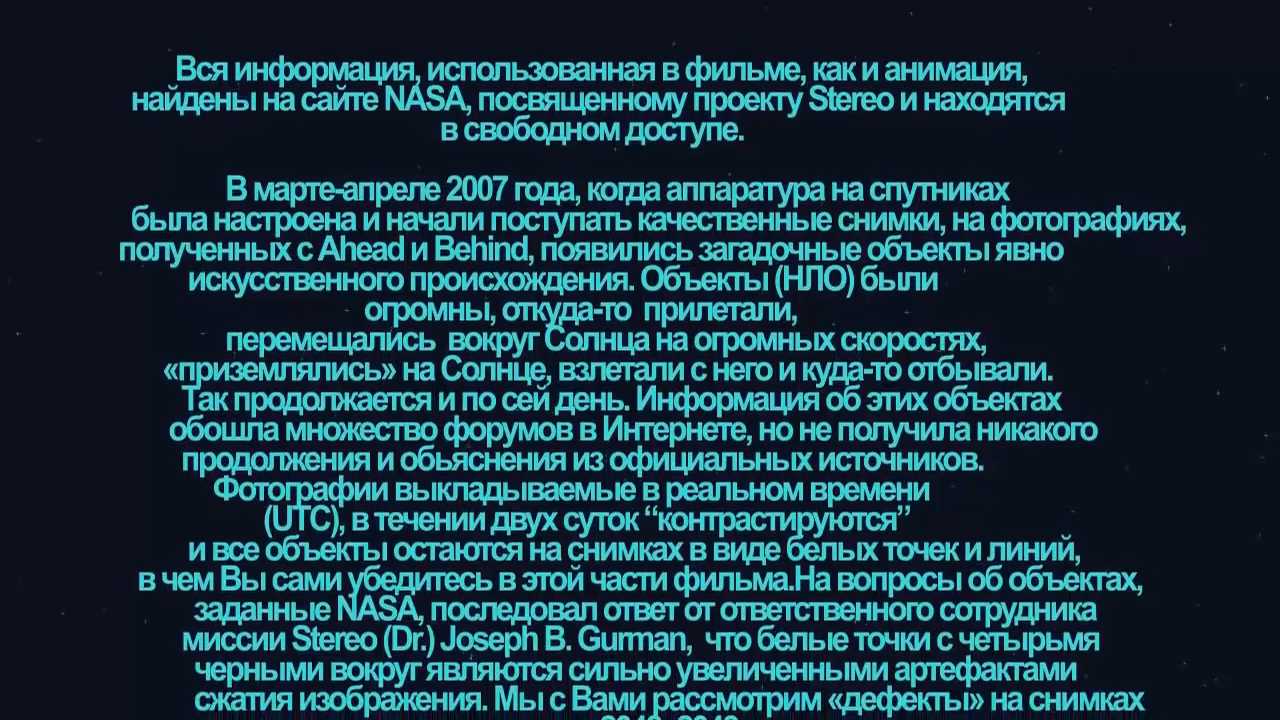 Вся информация, использованная в фильме, как и анимация,
найдены на сайте NASA, посвященному проекту Stereo и находятся
в свободном доступе.
В марте-апреле 2007 года, когда аппаратура на спутниках
была настроена и начали поступать качественные снимки, на фотографиях,
полученных с Ahead и Behind, появились загадочные объекты явно
искусственного происхождения. Объекты (НЛО) были
огромны, откуда-то прилетали,
перемещались вокруг Солнца на огромных скоростях,
«приземлялись» на Солнце, взлетали с него и куда-то отбывали.
Так продолжается и по сей день. Информация об этих объектах
обошла множество форумов в Интернете, но не получила никакого
продолжения и обьяснения из официальных источников.
Фотографии выкладываемые в реальном времени
(UTC), в течении двух суток “контрастируются”
и все объекты остаются на снимках в виде белых точек и линий,
в чем Вы сами убедитесь в этой части фильма.На вопросы об объектах,
заданные NASA, последовал ответ от ответственного сотрудника
миссии Stereo (Dr.) Joseph B. Gurman, что белые точки с четырьмя
черными вокруг являются сильно увеличенными артефактами
сжатия изображения. Мы с Вами рассмотрим «дефекты» на снимках